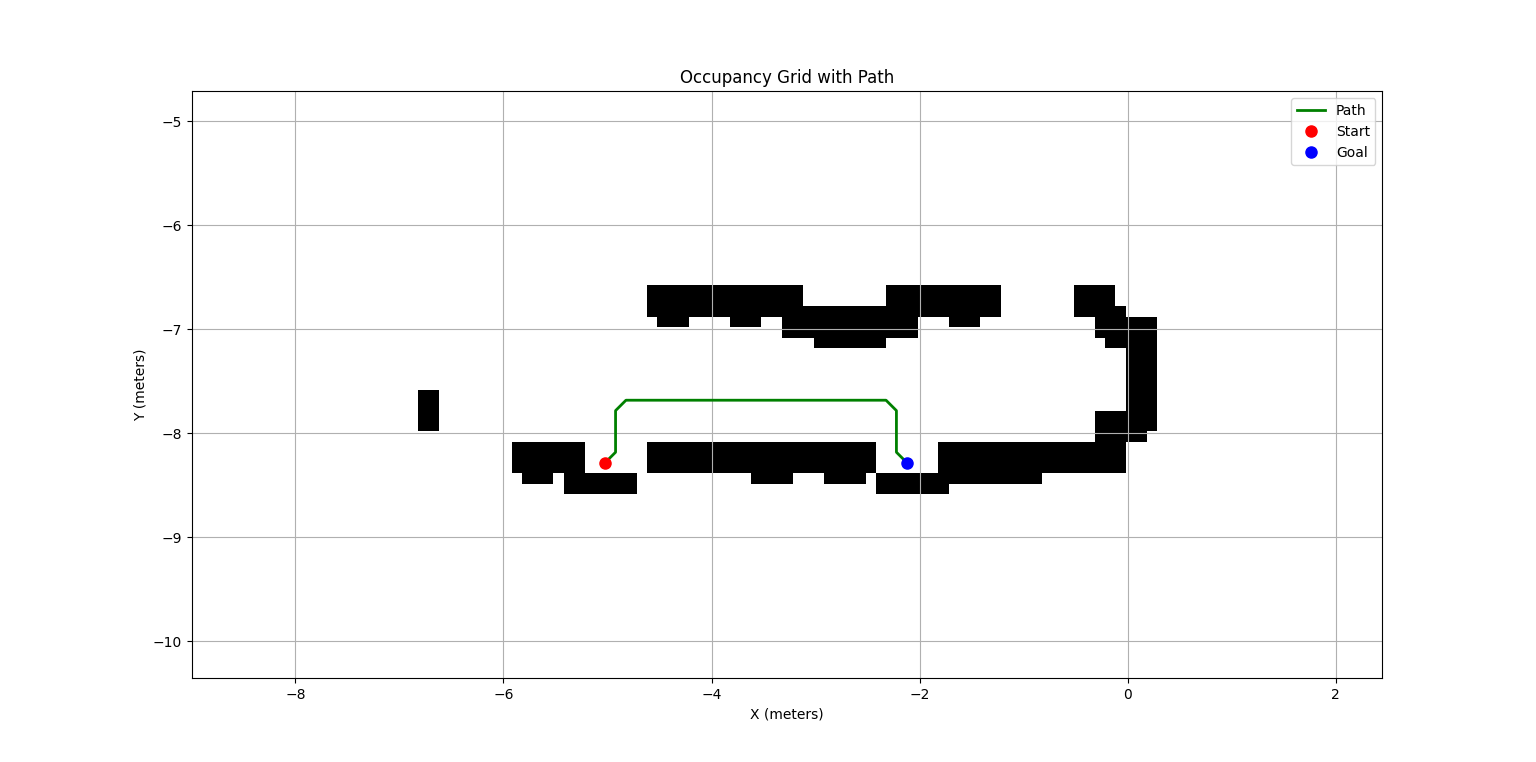 Occupancy Grid with Path
Path
Start
Goal
−5
−6
−7
−8
−9
−10
Y (meters)
−8 −6 −4 −2 0 2
X (meters)